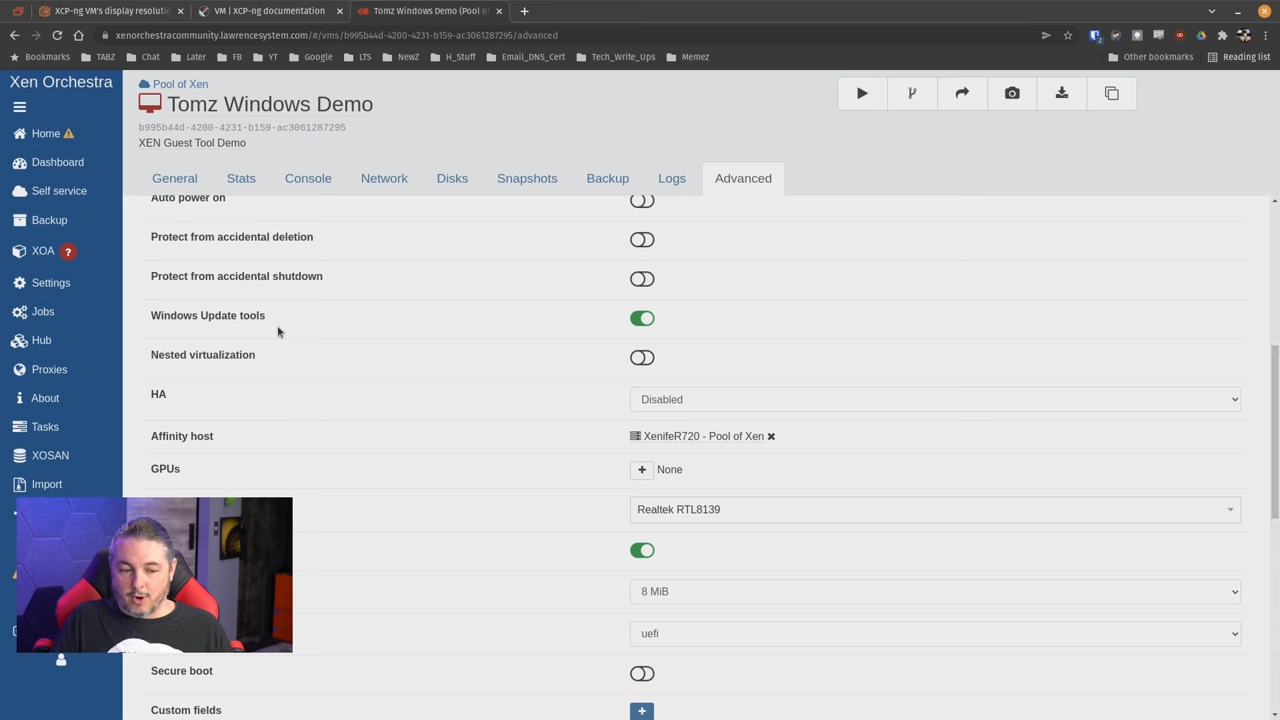 XCP-ng VM's display resoluti
VM | XCP-ng documentation
Tomz Windows Demo (Pool of
xenorchestracommunity.lawrencesystem.com/#/vms/b995b44d-4200-4231-b159-ac3061287295/advanced
Bookmarks
TABZ
Chat
Later
FB
YT
Google
LTS
NewZ
H_Stuff
Email_DNS_Cert
Tech_Write_Ups
Memez
Other bookmarks
Reading list
Xen Orchestra
Home
Dashboard
Self service
Backup
XOA ?
Settings
Jobs
Hub
Proxies
About
Tasks
XOSAN
Import
Pool of Xen
Tomz Windows Demo
b995b44d-4200-4231-b159-ac3061287295
XEN Guest Tool Demo
General Stats Console Network Disks Snapshots Backup Logs Advanced
Auto power on
Protect from accidental deletion
Protect from accidental shutdown
Windows Update tools
Nested virtualization
HA Disabled
Affinity host XenifeR720 - Pool of Xen
GPUs None
Realtek RTL8139
8 MiB
uefi
Secure boot
Custom fields